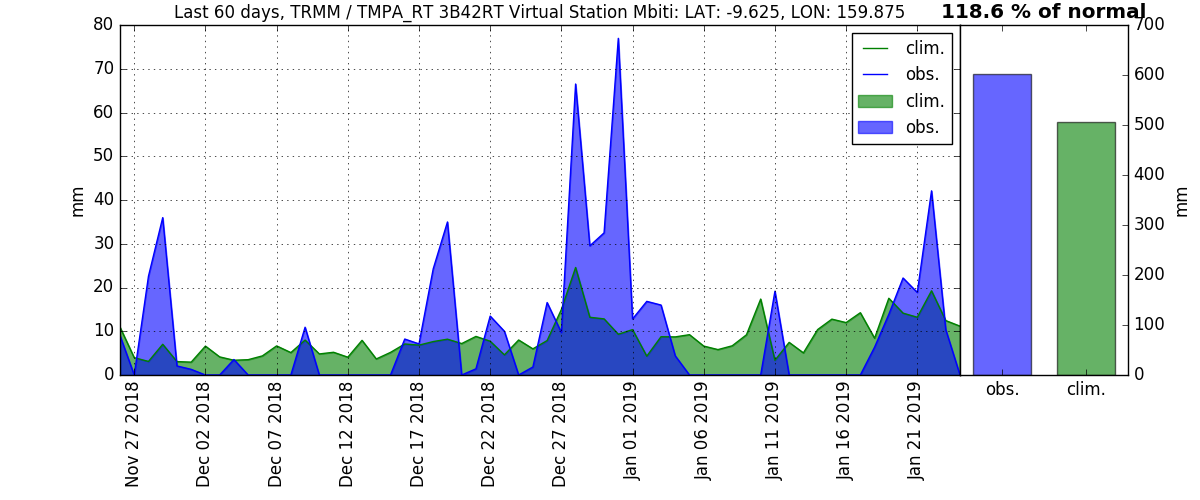 Last 60 days, TRMM / TMPA_RT 3B42RT Virtual Station Mbiti: LAT: -9.625, LON: 159.875
118.6 % of normal
80
70
60
50
40
30
20
10
0
mm
clim.
obs.
clim.
obs.
Nov 27 2018
Dec 02 2018
Dec 07 2018
Dec 12 2018
Dec 17 2018
Dec 22 2018
Dec 27 2018
Jan 01 2019
Jan 06 2019
Jan 11 2019
Jan 16 2019
Jan 21 2019
700
600
500
400
300
200
100
0
mm
obs.
clim.